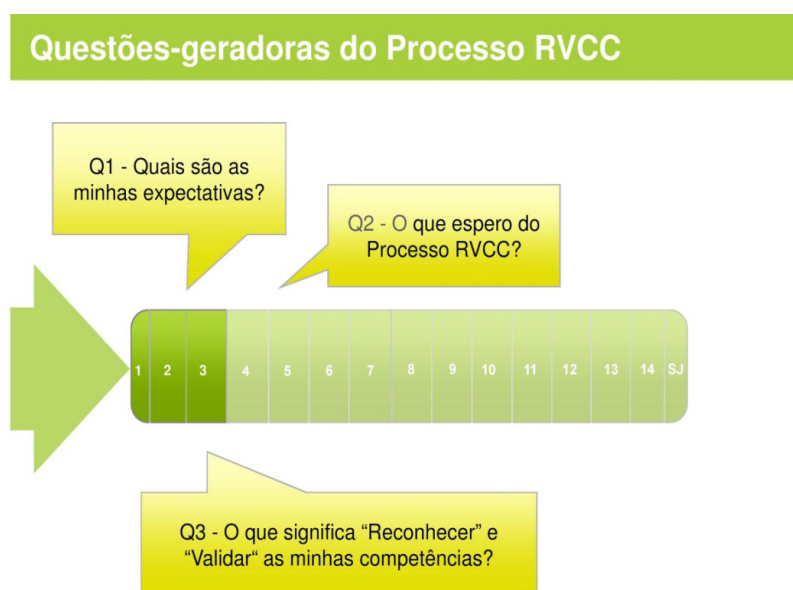 Questões-geradoras do Processo RVCC
Q1 - Quais são as
minhas expectativas?
Q2 - O que espero do
Processo RVCC?
1 2 3 4 5 6 7 8 9 10 11 12 13 14 SJ
Q3 - O que significa “Reconhecer” e
“Validar“ as minhas competências?